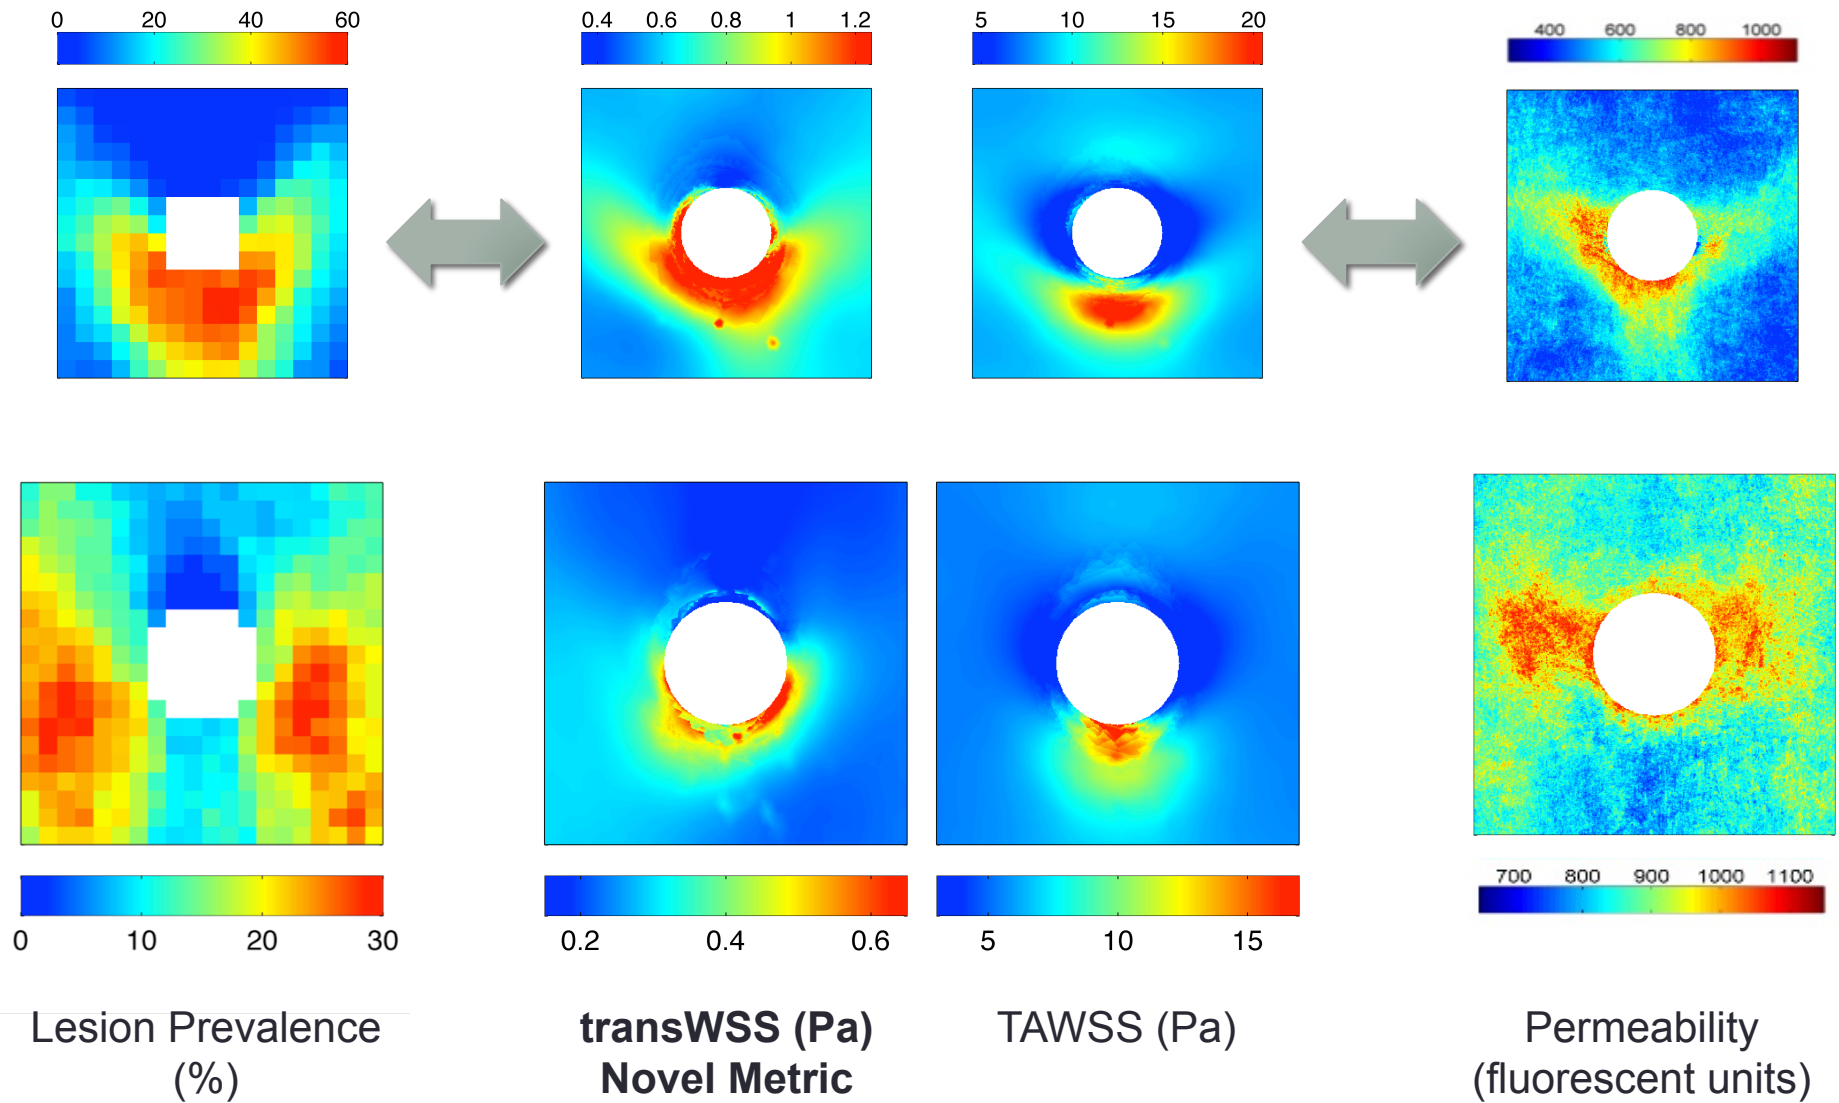 0 20 40 60
0.4 0.6 0.8 1 1.2
5 10 15 20
400 600 800 1000
0 10 20 30
0.2 0.4 0.6
5 10 15
700 800 900 1000 1100
Lesion Prevalence
(%)
transWSS (Pa)
Novel Metric
TAWSS (Pa)
Permeability
(fluorescent units)